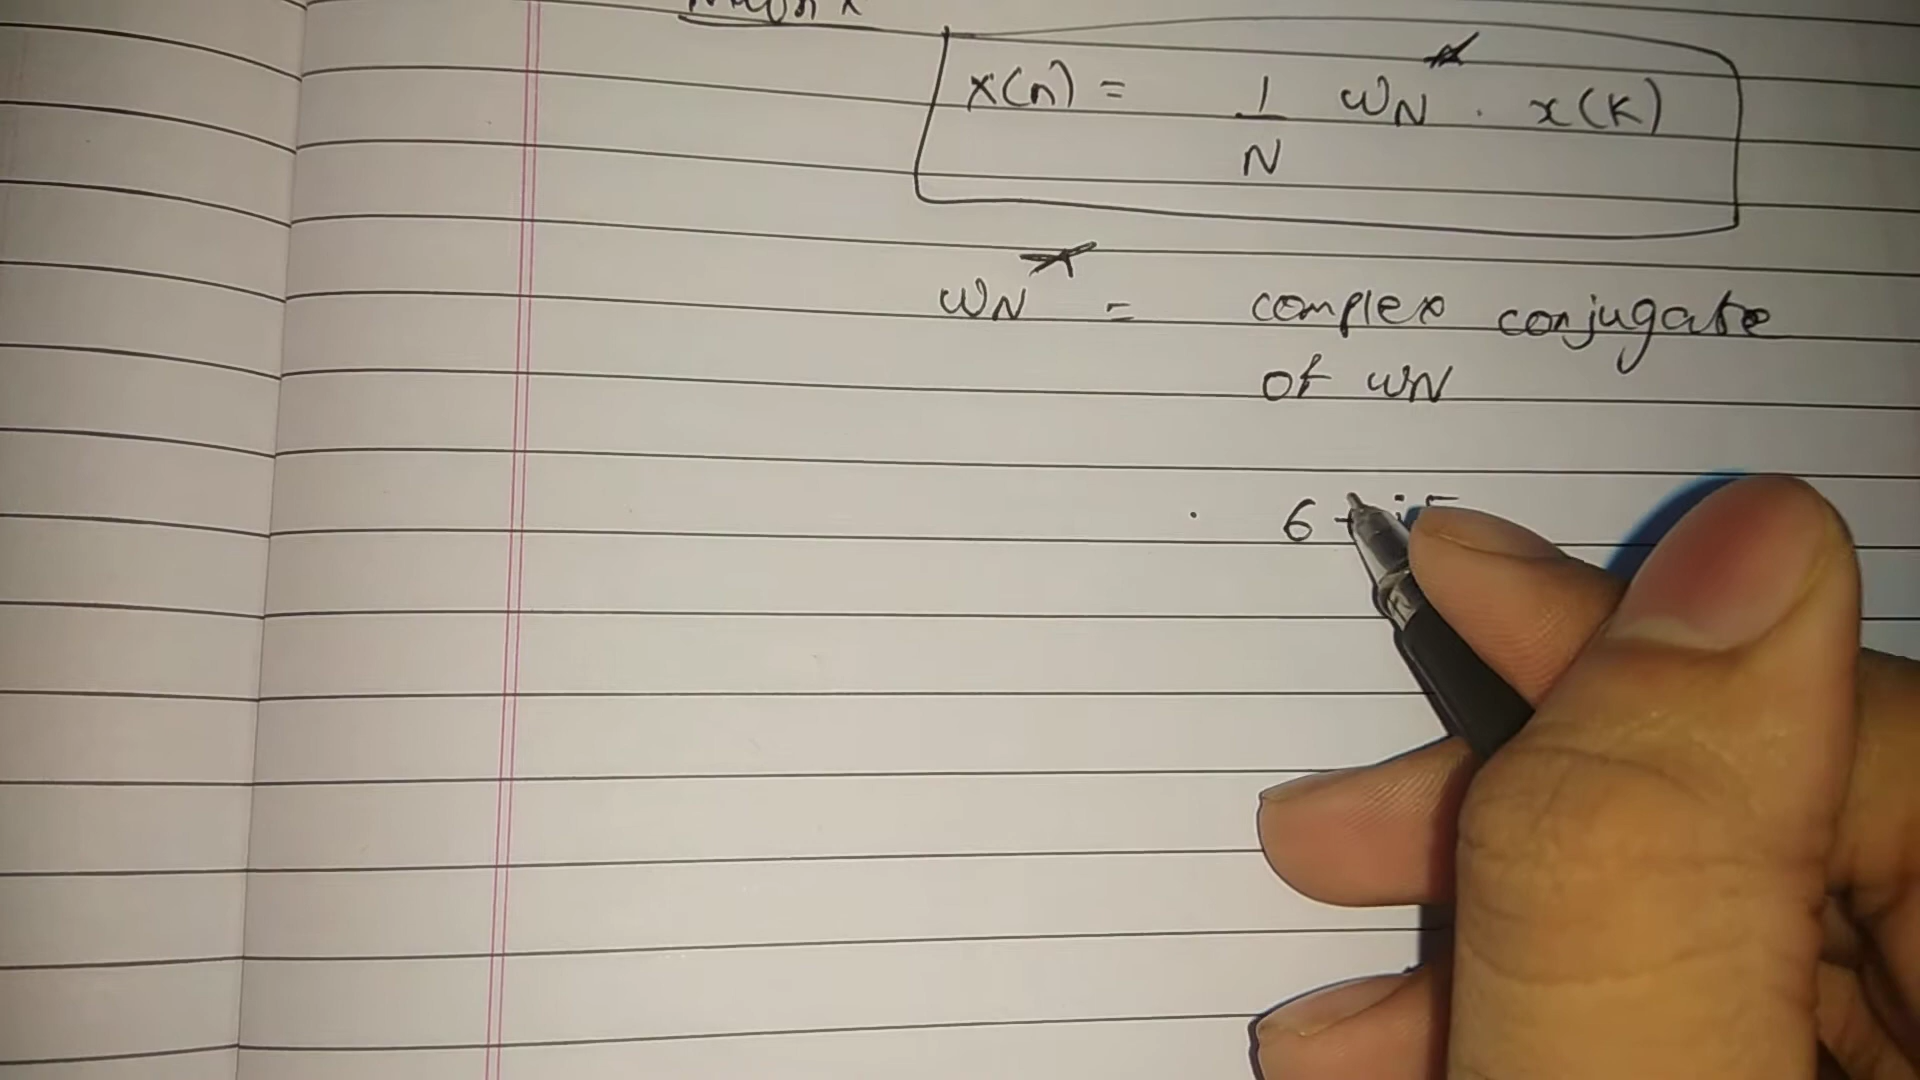 x(n) = 1/N WN* . x(k)
WN* = complex conjugate
of WN
6